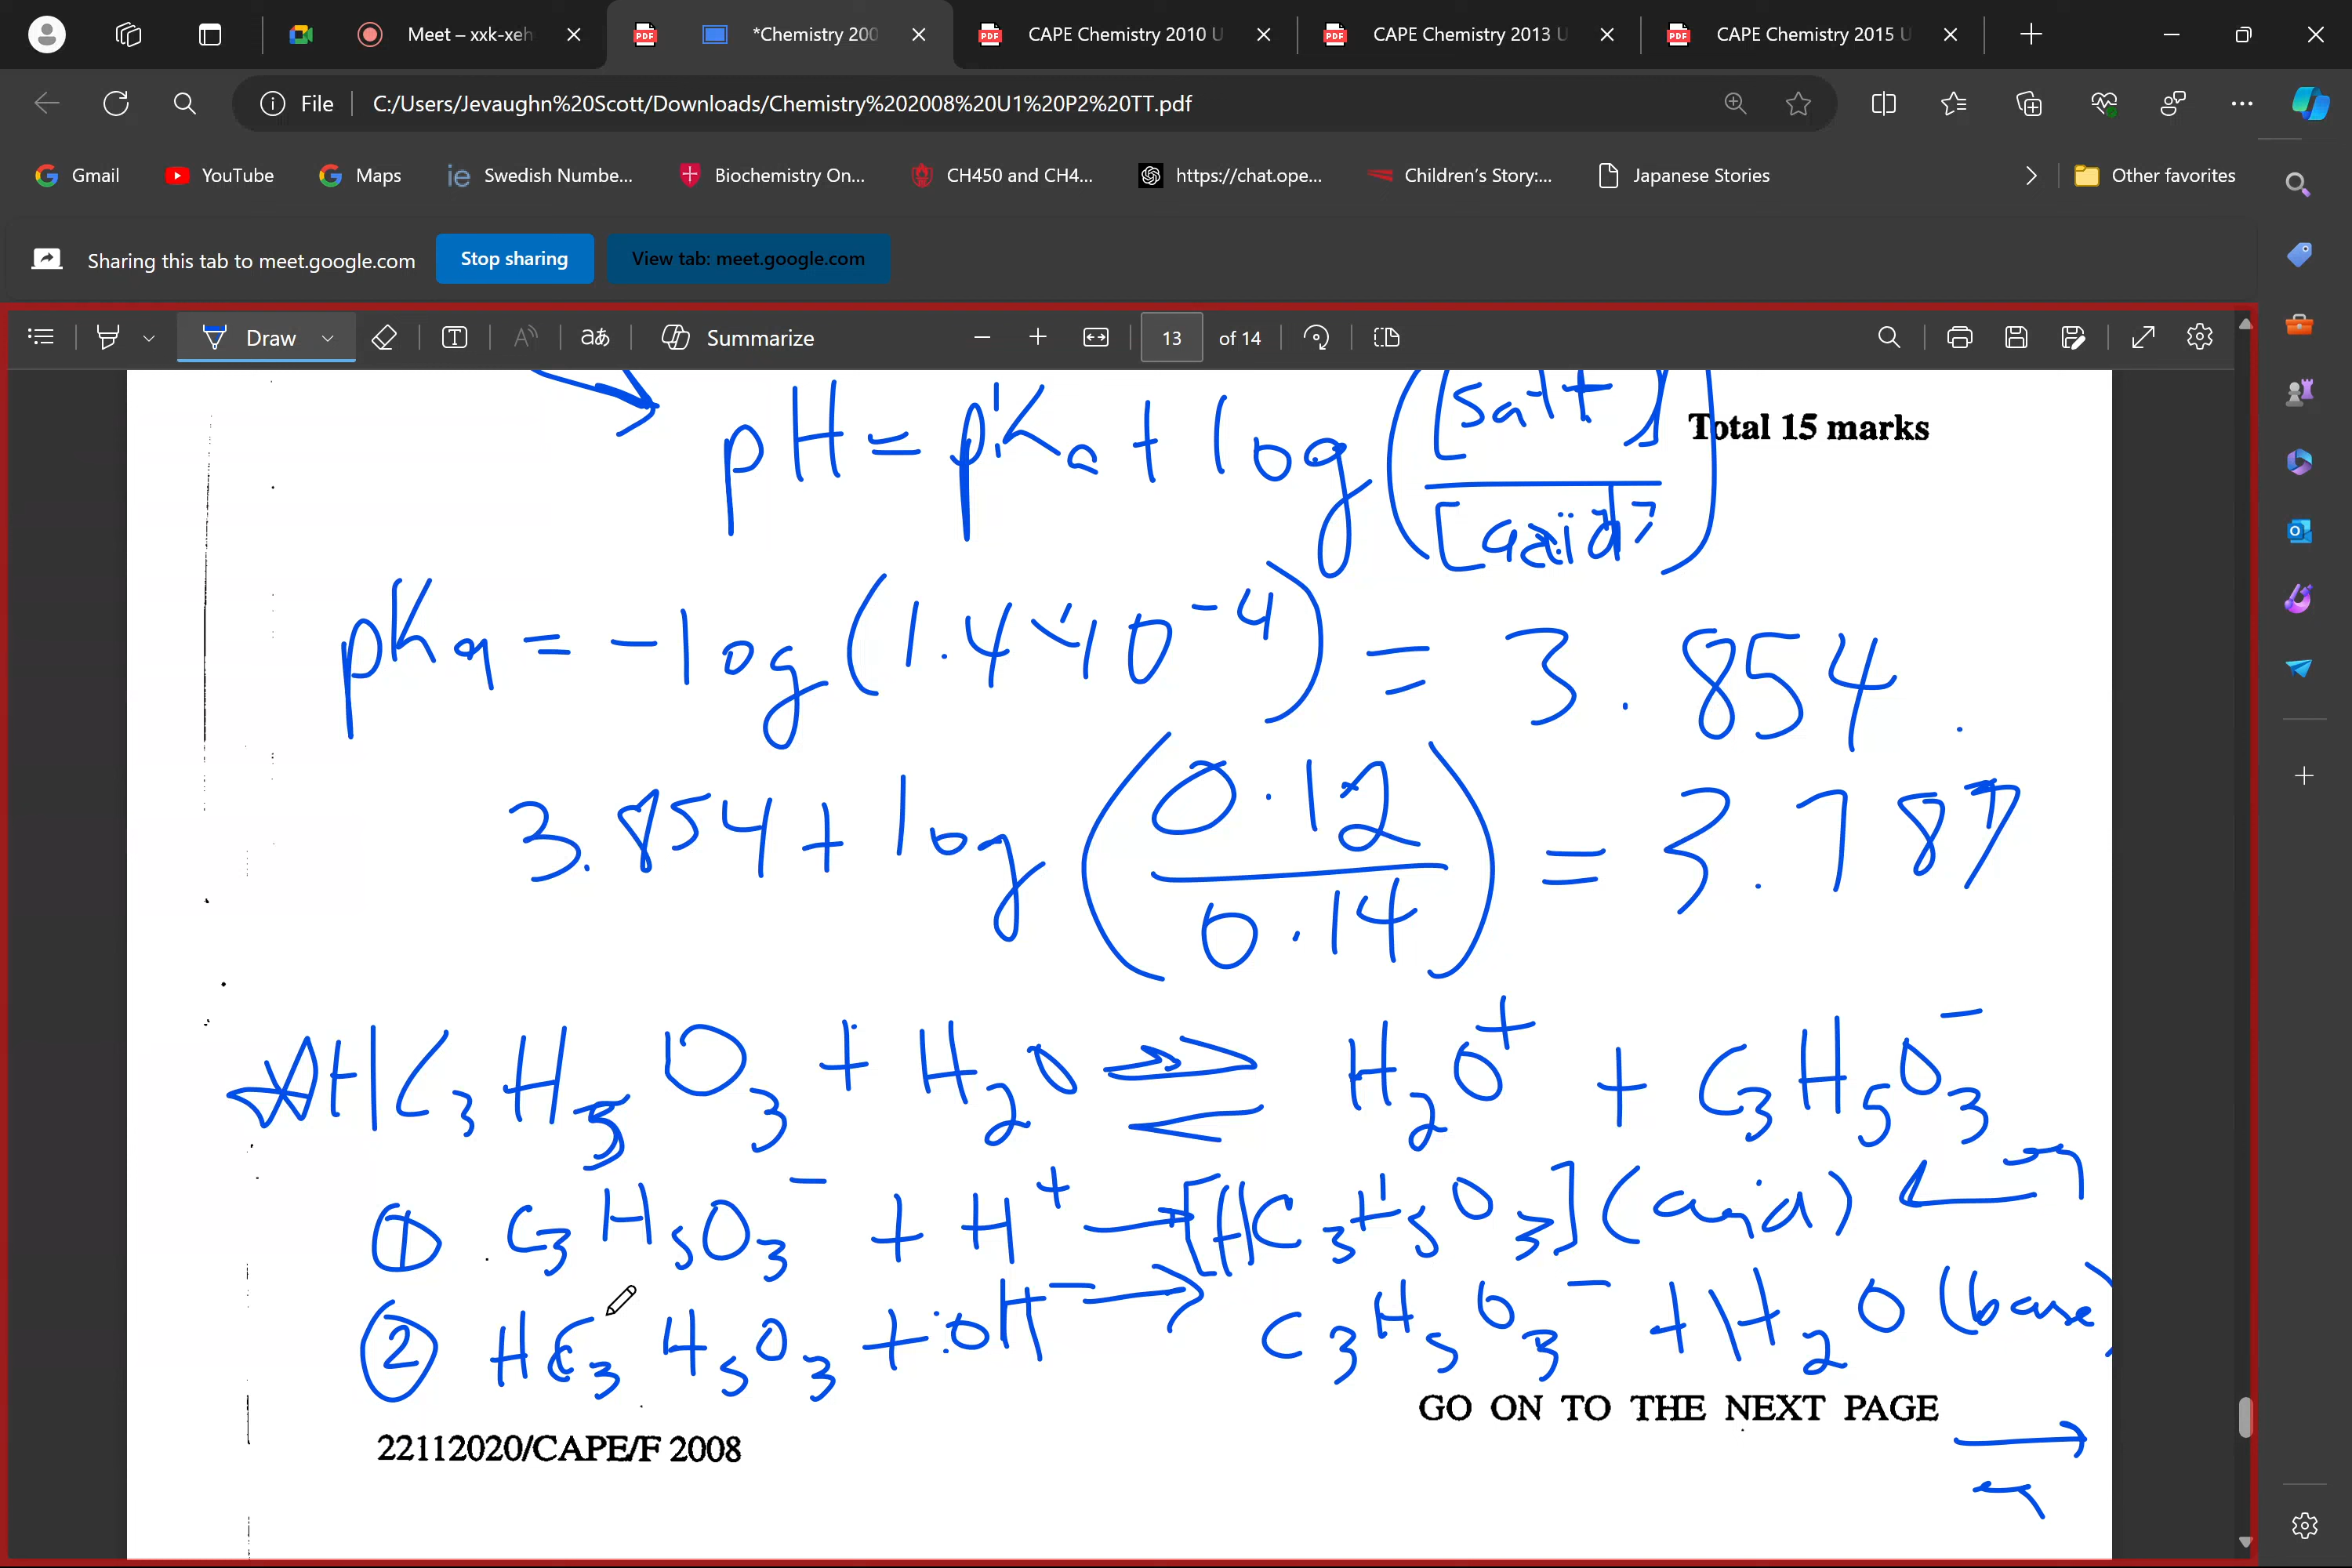 Meet – xxk-xeh
*Chemistry 200
CAPE Chemistry 2010 U
CAPE Chemistry 2013 U
CAPE Chemistry 2015 U
File
C:/Users/Jevaughn%20Scott/Downloads/Chemistry%202008%20U1%20P2%20TT.pdf
Gmail
YouTube
Maps
Swedish Numbe...
Biochemistry On...
CH450 and CH4...
https://chat.ope...
Children's Story:...
Japanese Stories
Other favorites
Sharing this tab to meet.google.com
Stop sharing
View tab: meet.google.com
Draw
Summarize
13 of 14
pH = pKa + log([salt]/[acid])
Total 15 marks
pKa = -log(1.4×10⁻⁴) = 3.854.
3.854 + log(0.12/0.14) = 3.787
HC₃H₅O₃ + H₂O ⇌ H₂O⁺ + C₃H₅O₃⁻
① C₃H₅O₃⁻ + H⁺ → [HC₃H₅O₃] (acid) ←
② HC₃H₅O₃ + :OH⁻ → C₃H₅O₃⁻ + H₂O (base)
GO ON TO THE NEXT PAGE
22112020/CAPE/F 2008